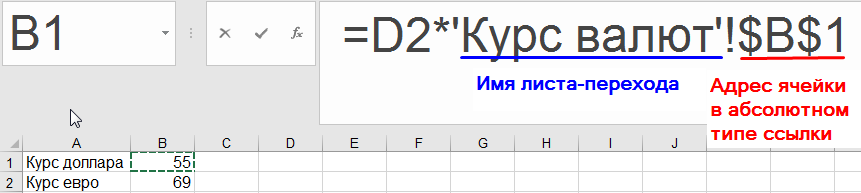 B1 fx =D2*'Курс валют'!$B$1
Имя листа-перехода
Адрес ячейки
в абсолютном
типе ссылки
A B C D E F G H I J
1 Курс доллара 55
2 Курс евро 69